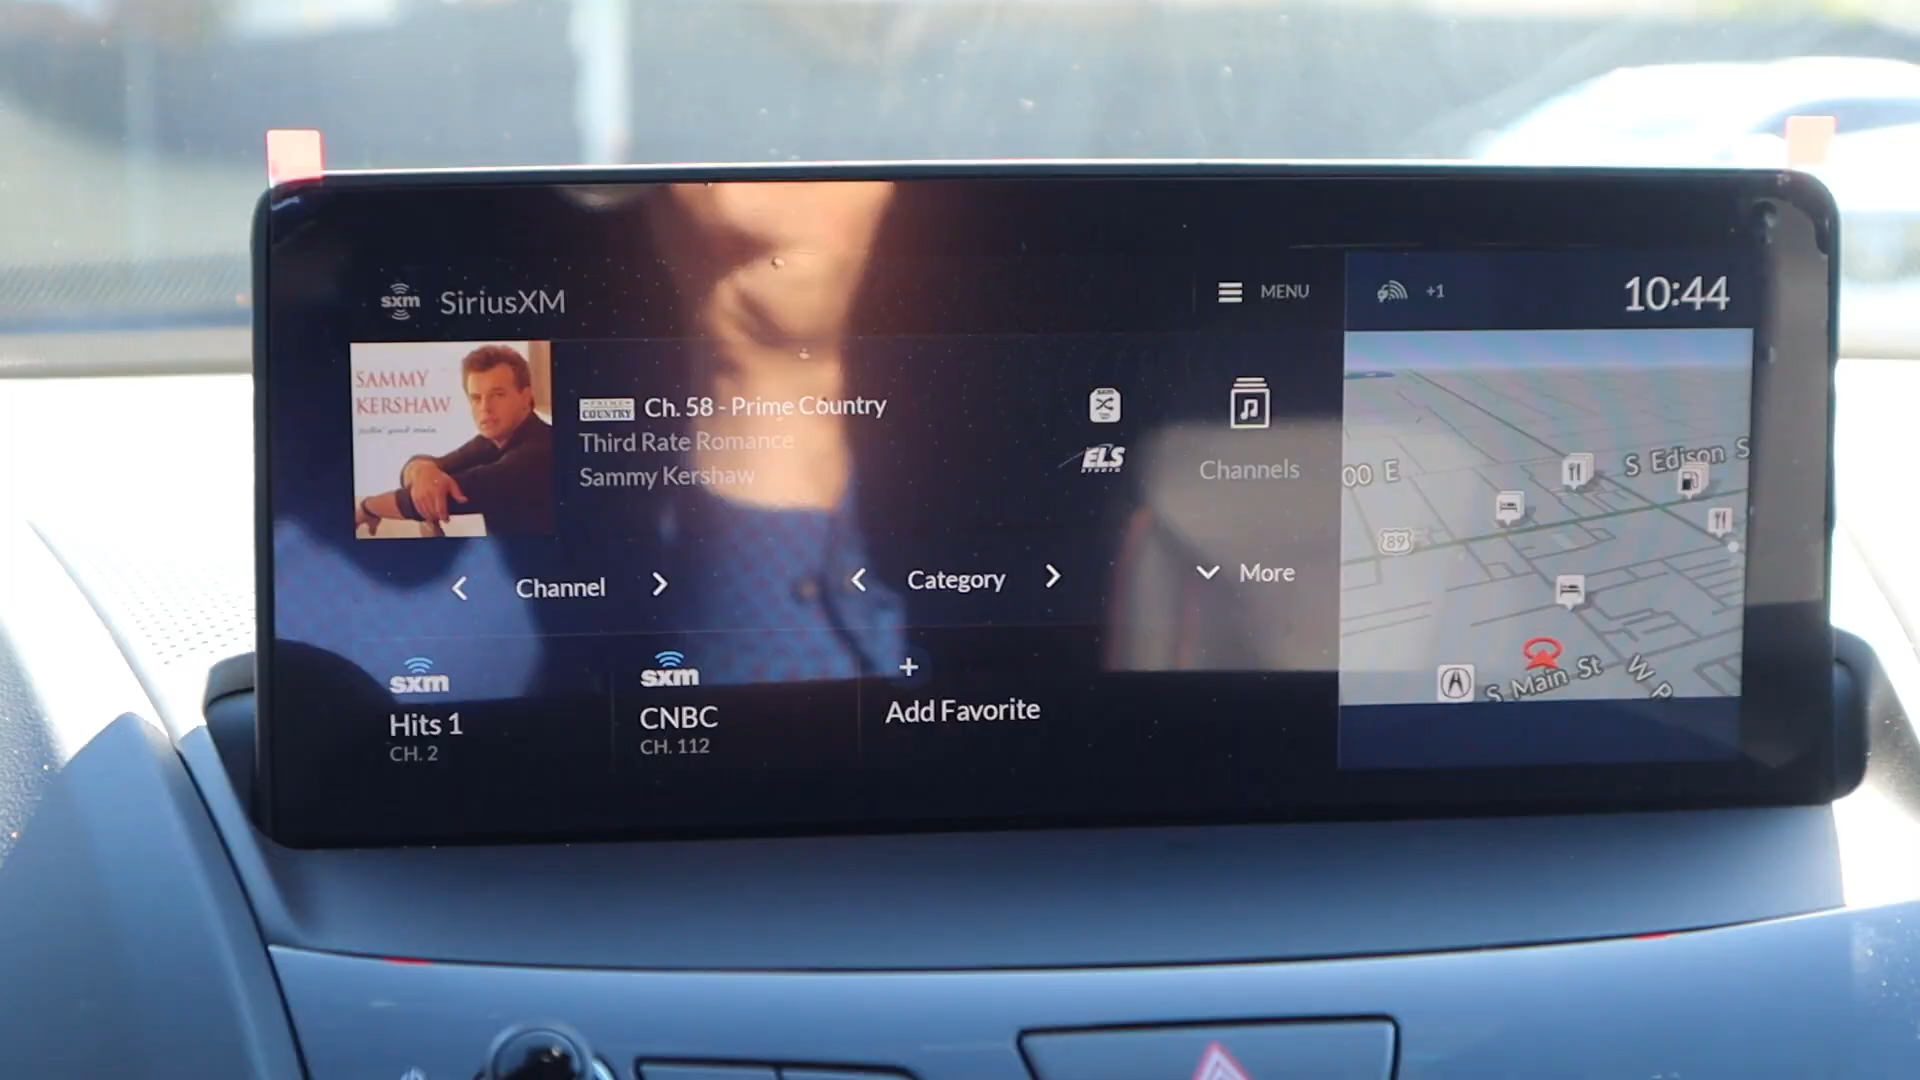 sxm SiriusXM
MENU
+1
10:44
SAMMY
KERSHAW
PRIME
COUNTRY
Ch. 58 - Prime Country
Third Rate Romance
Sammy Kershaw
ELS
STUDIO
Channels
Channel
Category
More
sxm
Hits 1
CH. 2
sxm
CNBC
CH. 112
+
Add Favorite
00 E
S Edison S
89
S Main St
W P